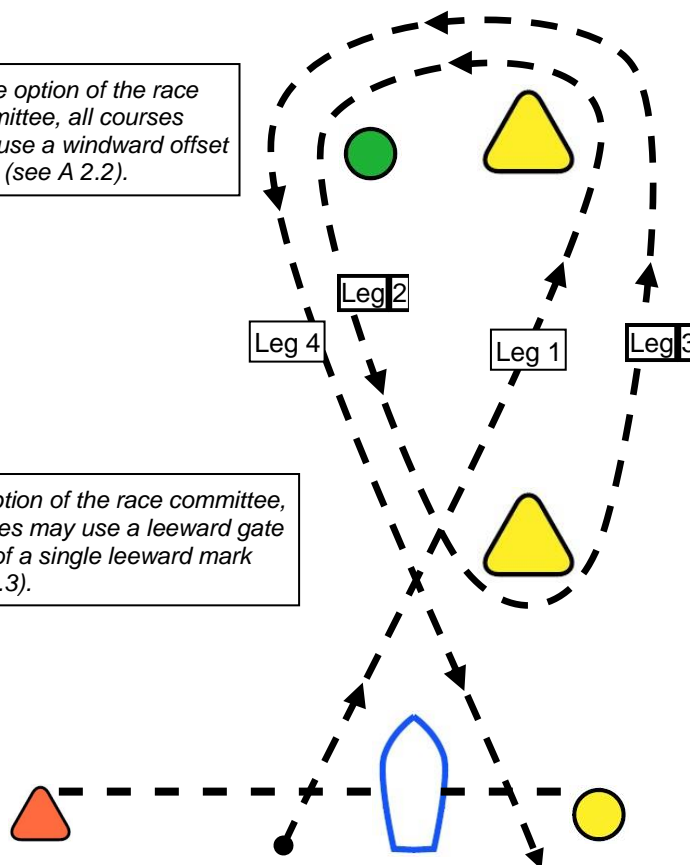 e option of the race
mittee, all courses
use a windward offset
(see A 2.2).
Leg 2
Leg 4
Leg 1
Leg 3
ption of the race committee,
es may use a leeward gate
of a single leeward mark
.3).